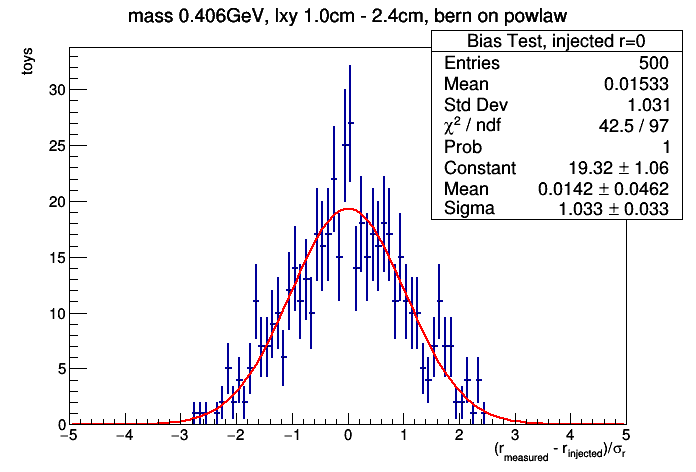 mass 0.406GeV, lxy 1.0cm - 2.4cm, bern on powlaw
toys
Bias Test, injected r=0
Entries 500
Mean 0.01533
Std Dev 1.031
χ² / ndf 42.5 / 97
Prob 1
Constant 19.32 ± 1.06
Mean 0.0142 ± 0.0462
Sigma 1.033 ± 0.033
30
25
20
15
10
5
0
−5 −4 −3 −2 −1 0 1 2 3 4 5
(r_measured - r_injected)/σ_r